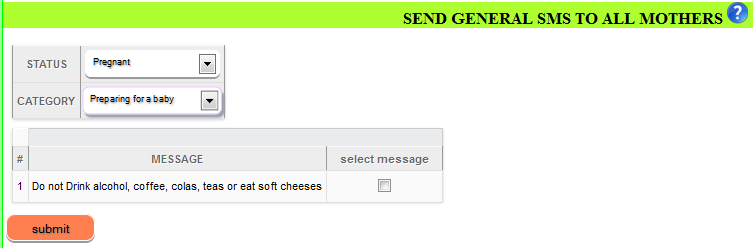 SEND GENERAL SMS TO ALL MOTHERS ?
STATUS Pregnant
CATEGORY Preparing for a baby
# MESSAGE select message
1 Do not Drink alcohol, coffee, colas, teas or eat soft cheeses
submit